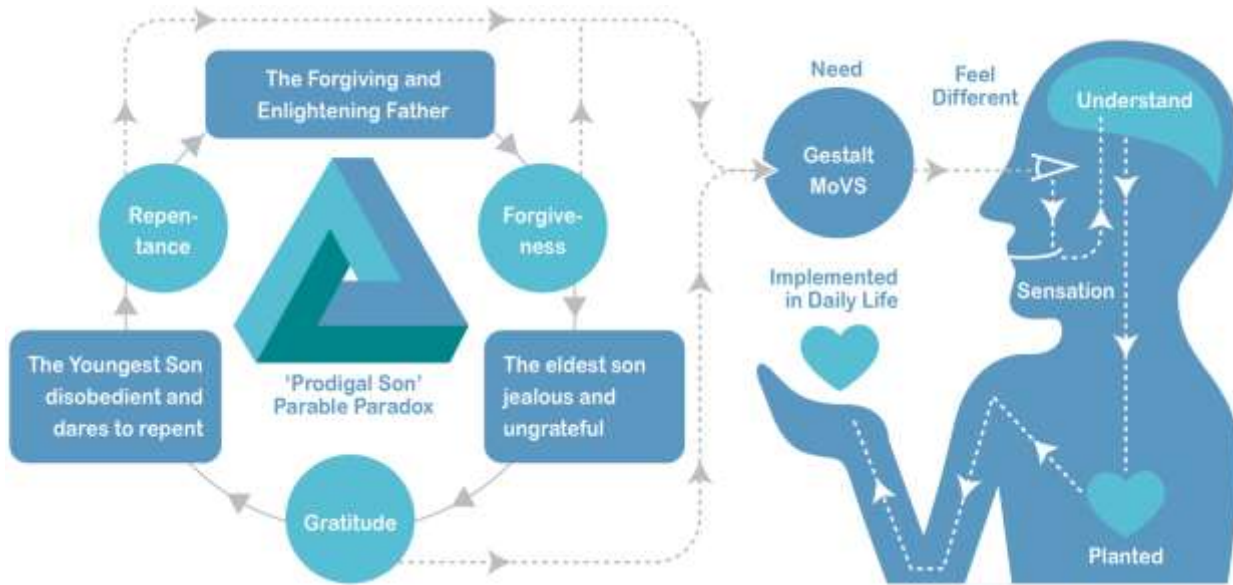 The Forgiving and
Enlightening Father
Repen-
tance
Forgive-
ness
The Youngest Son
disobedient and
dares to repent
'Prodigal Son'
Parable Paradox
The eldest son
jealous and
ungrateful
Gratitude
Need
Gestalt
MoVS
Feel
Different
Understand
Sensation
Implemented
in Daily Life
Planted